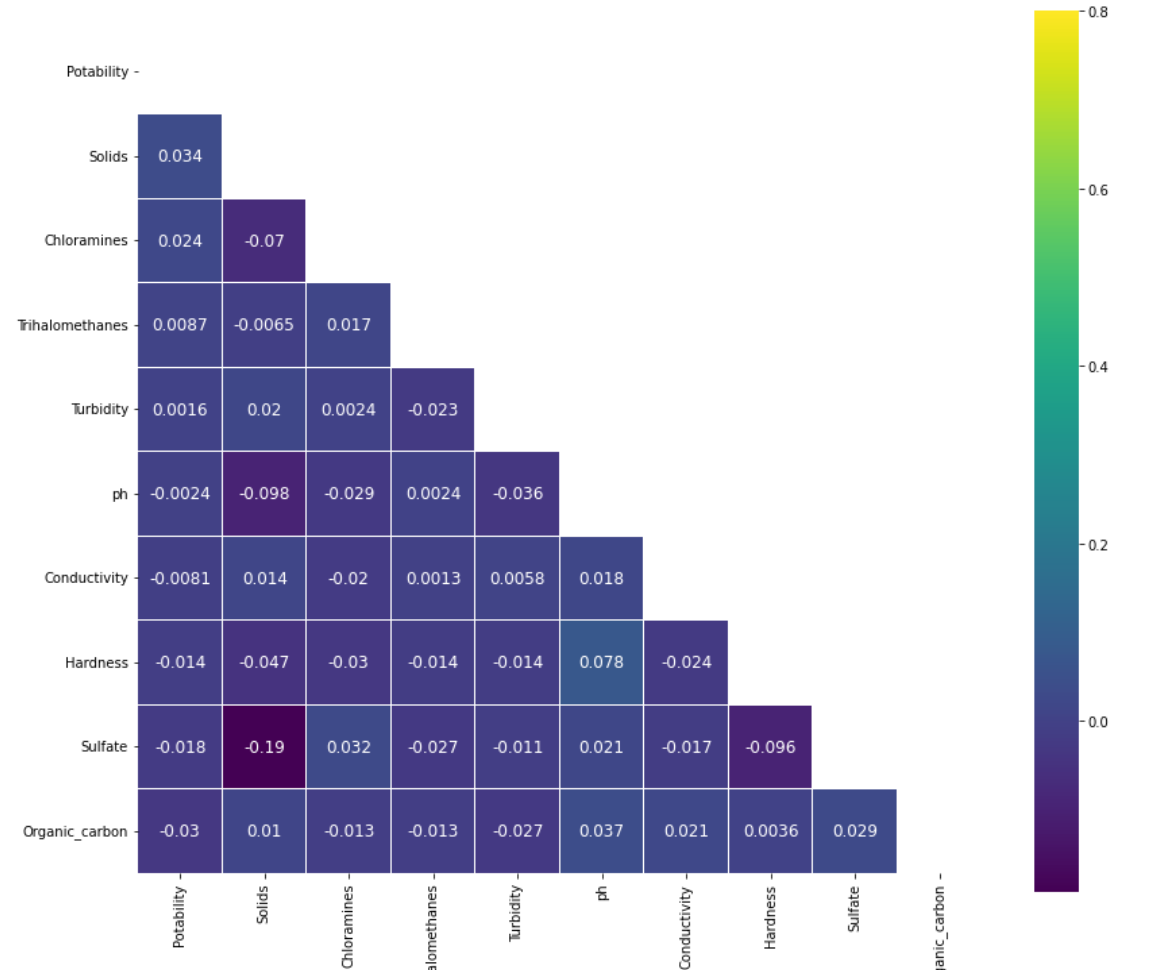 0.8
Potability
Solids 0.034
0.6
Chloramines 0.024 -0.07
Trihalomethanes 0.0087 -0.0065 0.017
0.4
Turbidity 0.0016 0.02 0.0024 -0.023
ph -0.0024 -0.098 -0.029 0.0024 -0.036
0.2
Conductivity -0.0081 0.014 -0.02 0.0013 0.0058 0.018
Hardness -0.014 -0.047 -0.03 -0.014 -0.014 0.078 -0.024
0.0
Sulfate -0.018 -0.19 0.032 -0.027 -0.011 0.021 -0.017 -0.096
Organic_carbon -0.03 0.01 -0.013 -0.013 -0.027 0.037 0.021 0.0036 0.029
Potability
Solids
Chloramines
alomethanes
Turbidity
ph
Conductivity
Hardness
Sulfate
ganic_carbon